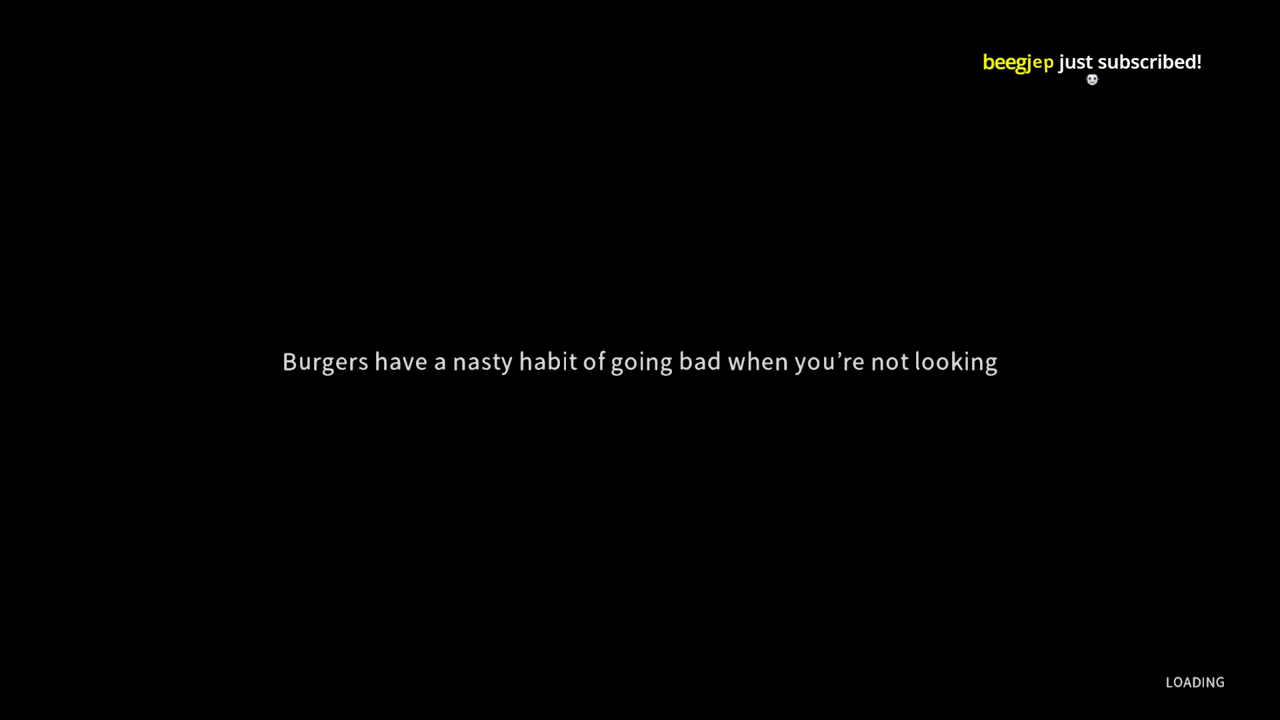 beegjep just subscribed!
Burgers have a nasty habit of going bad when you’re not looking
LOADING